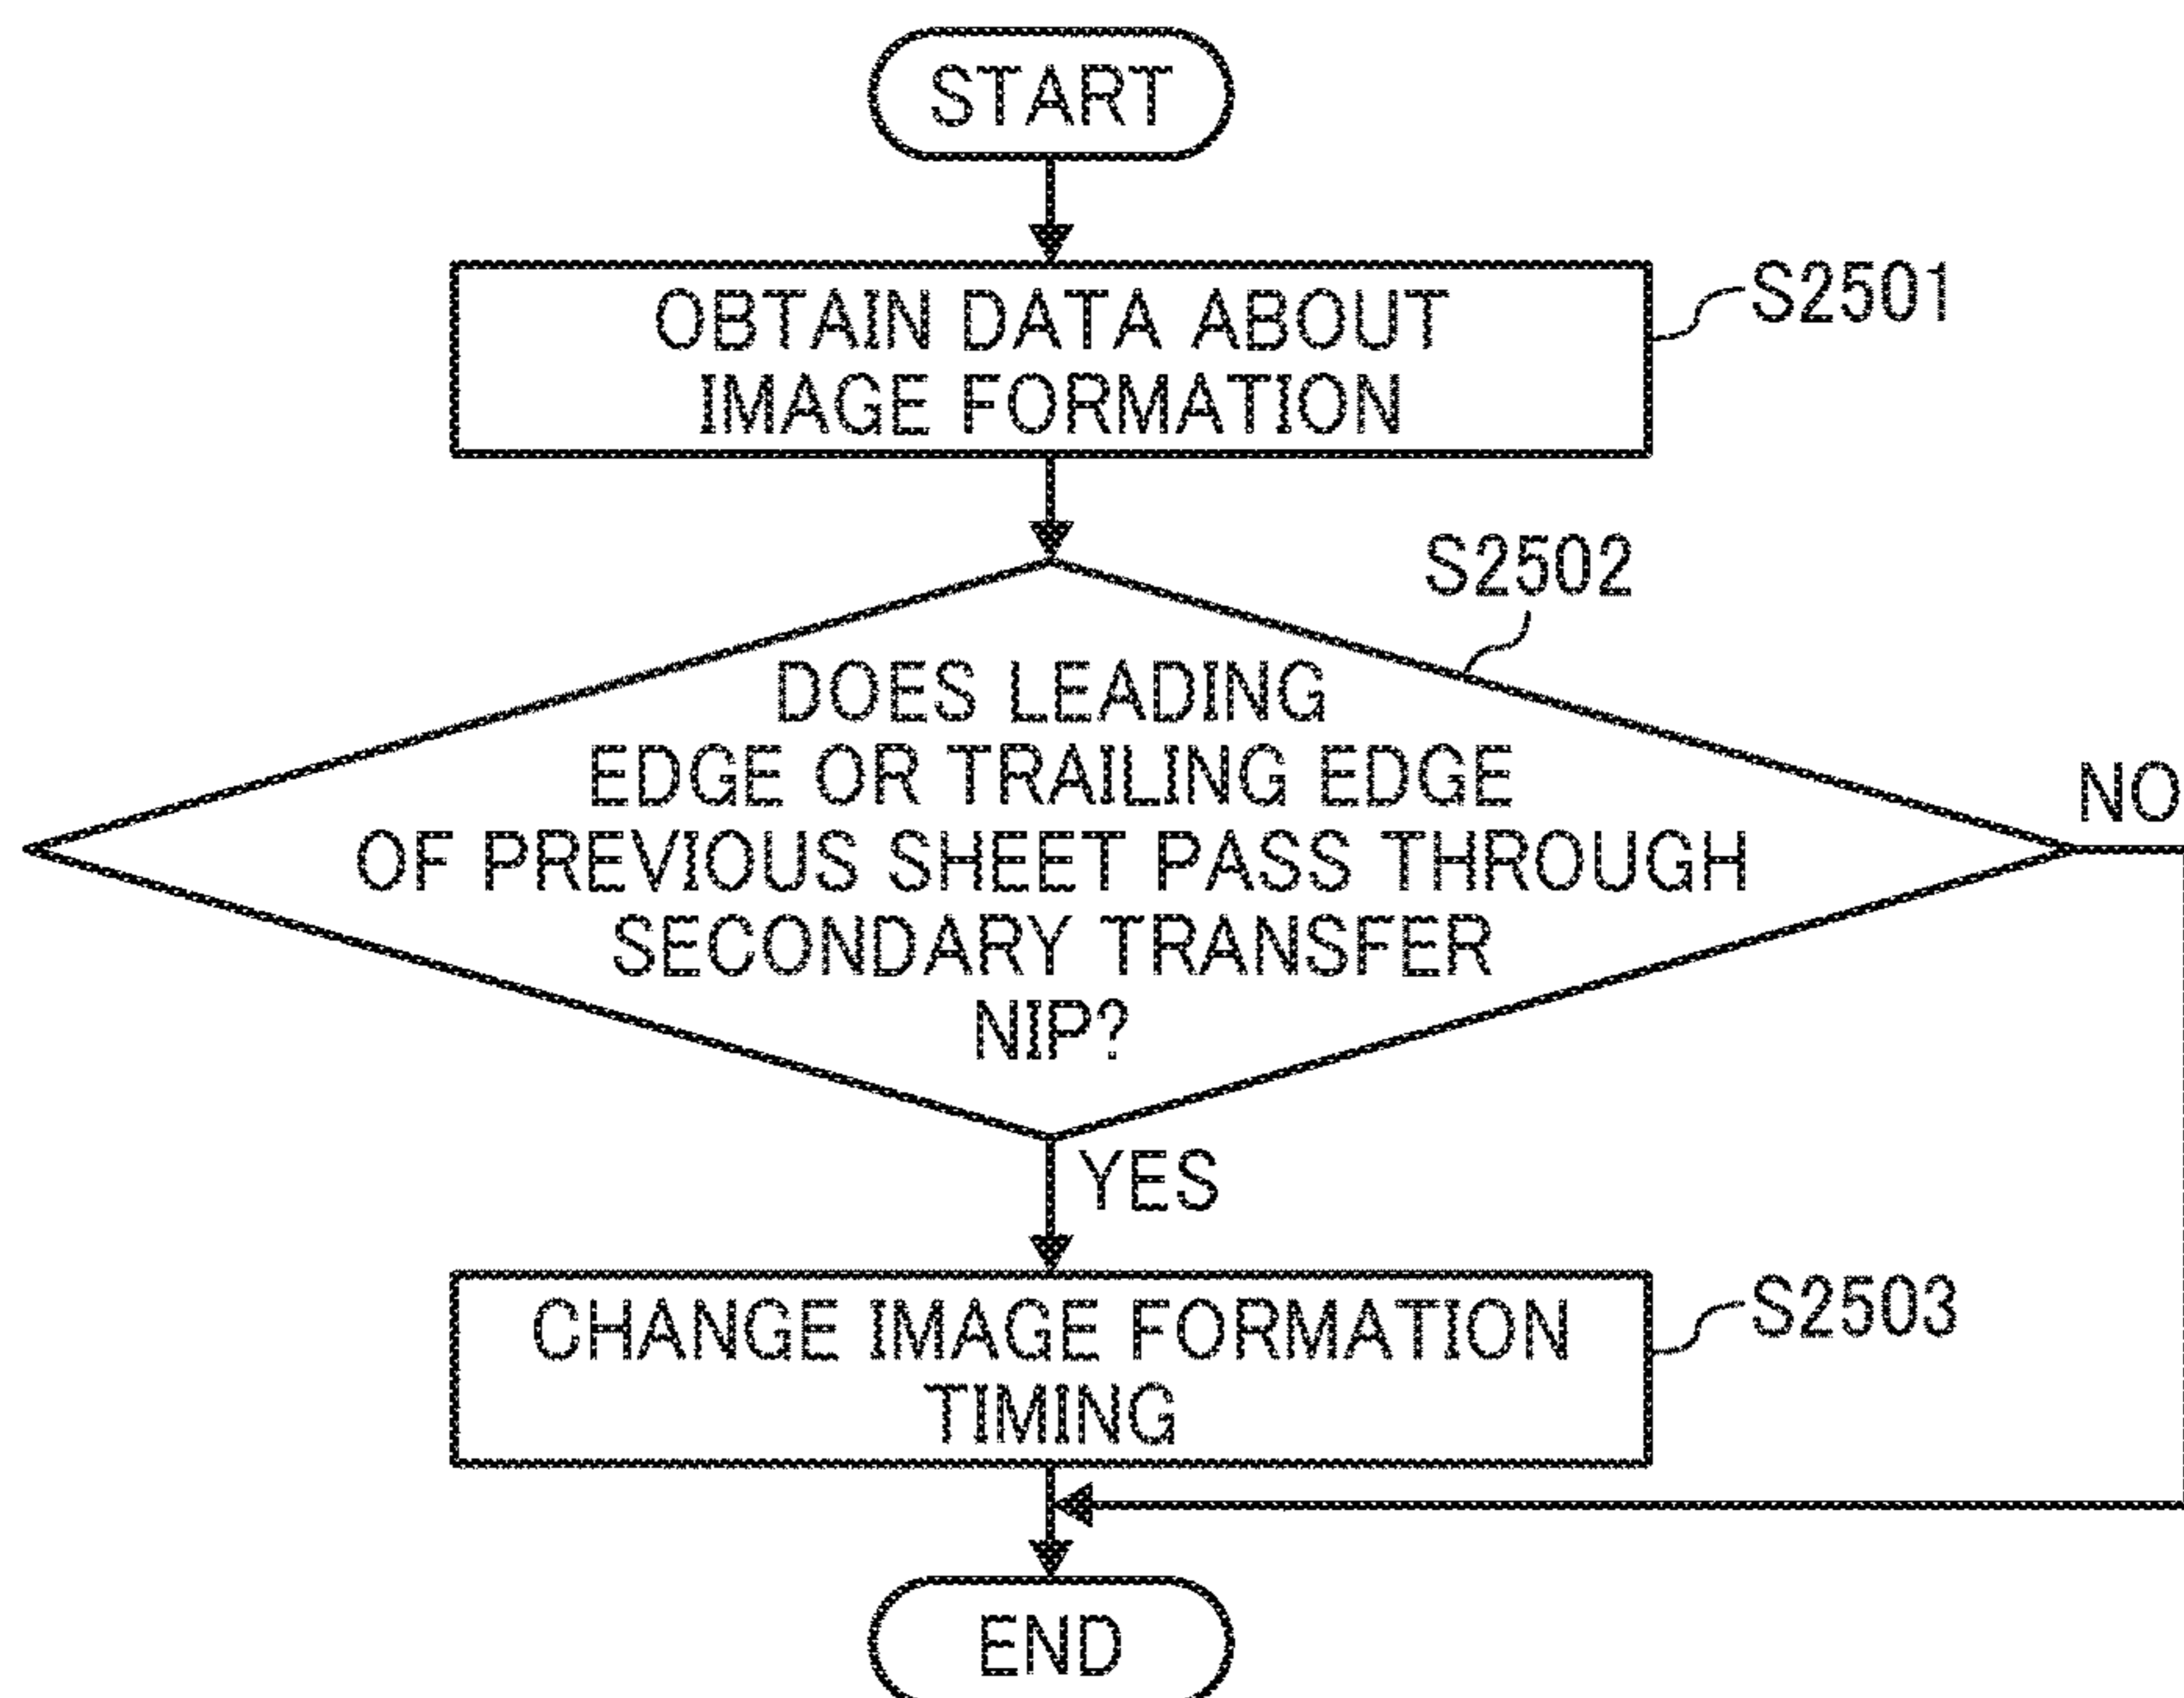 START
OBTAIN DATA ABOUT
IMAGE FORMATION
S2501
S2502
DOES LEADING
EDGE OR TRAILING EDGE
OF PREVIOUS SHEET PASS THROUGH
SECONDARY TRANSFER
NIP?
NO
YES
CHANGE IMAGE FORMATION
TIMING
S2503
END